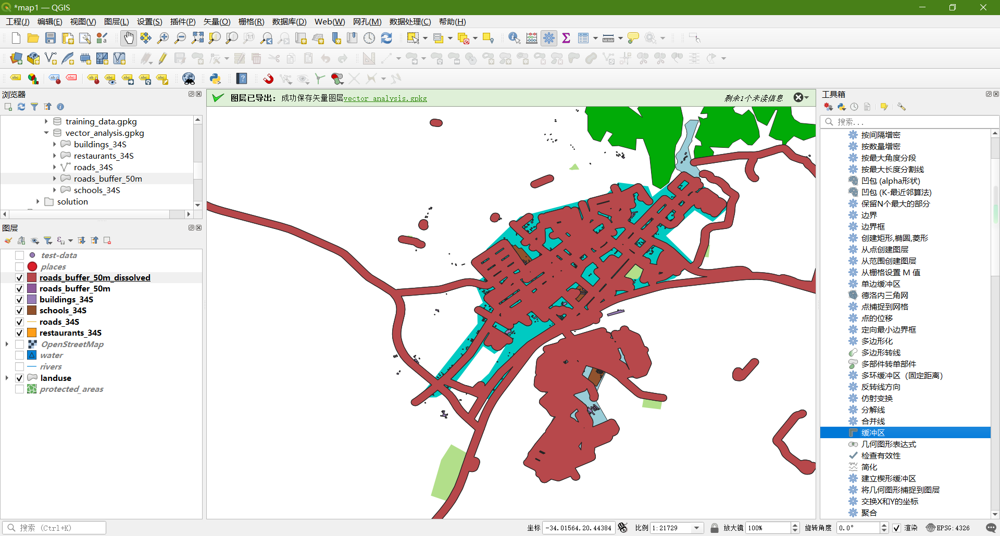 *map1 — QGIS
工程(J) 编辑(E) 视图(V) 图层(L) 设置(S) 插件(P) 矢量(O) 栅格(R) 数据库(D) Web(W) 网孔(M) 数据处理(C) 帮助(H)
浏览器
training_data.gpkg
vector_analysis.gpkg
buildings_34S
restaurants_34S
roads_34S
roads_buffer_50m
schools_34S
solution
图层
test-data
places
roads_buffer_50m_dissolved
roads_buffer_50m
buildings_34S
schools_34S
roads_34S
restaurants_34S
OpenStreetMap
water
rivers
landuse
protected_areas
图层已导出：成功保存矢量图层vector_analysis.gpkg
剩余1个未读信息
工具箱
搜索...
按间隔增密
按数量增密
按最大角度分段
按最大长度分割线
凹包 (alpha形状)
凹包 (K-最近邻算法)
保留N个最大的部分
边界
边界框
创建矩形,椭圆,菱形
从点创建图层
从范围创建图层
从栅格设置 M 值
单边缓冲区
德洛内三角网
点捕捉到网格
点的位移
定向最小边界框
多边形化
多边形转线
多部件转单部件
多环缓冲区（固定距离）
反转线方向
仿射变换
分解线
合并线
缓冲区
几何图形表达式
检查有效性
简化
建立楔形缓冲区
将几何图形捕捉到图层
交换X和Y的坐标
聚合
搜索 (Ctrl+K)
坐标 -34.01564,20.44384 比例 1:21729 放大镜 100% 旋转角度 0.0° 渲染 EPSG:4326